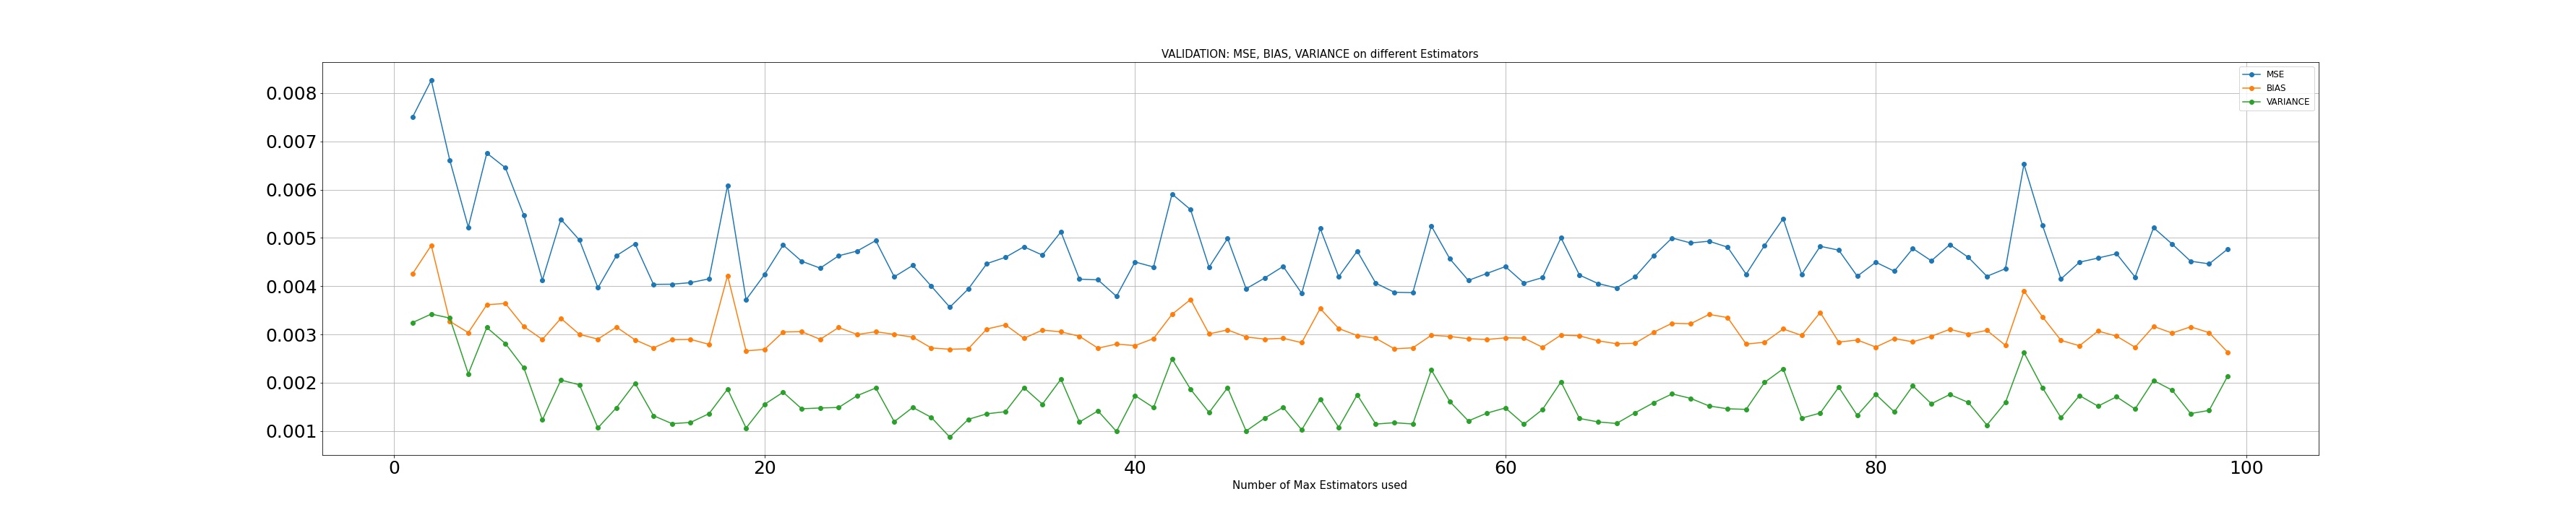 VALIDATION: MSE, BIAS, VARIANCE on different Estimators
MSE
BIAS
VARIANCE
0.008
0.007
0.006
0.005
0.004
0.003
0.002
0.001
0 20 40 60 80 100
Number of Max Estimators used